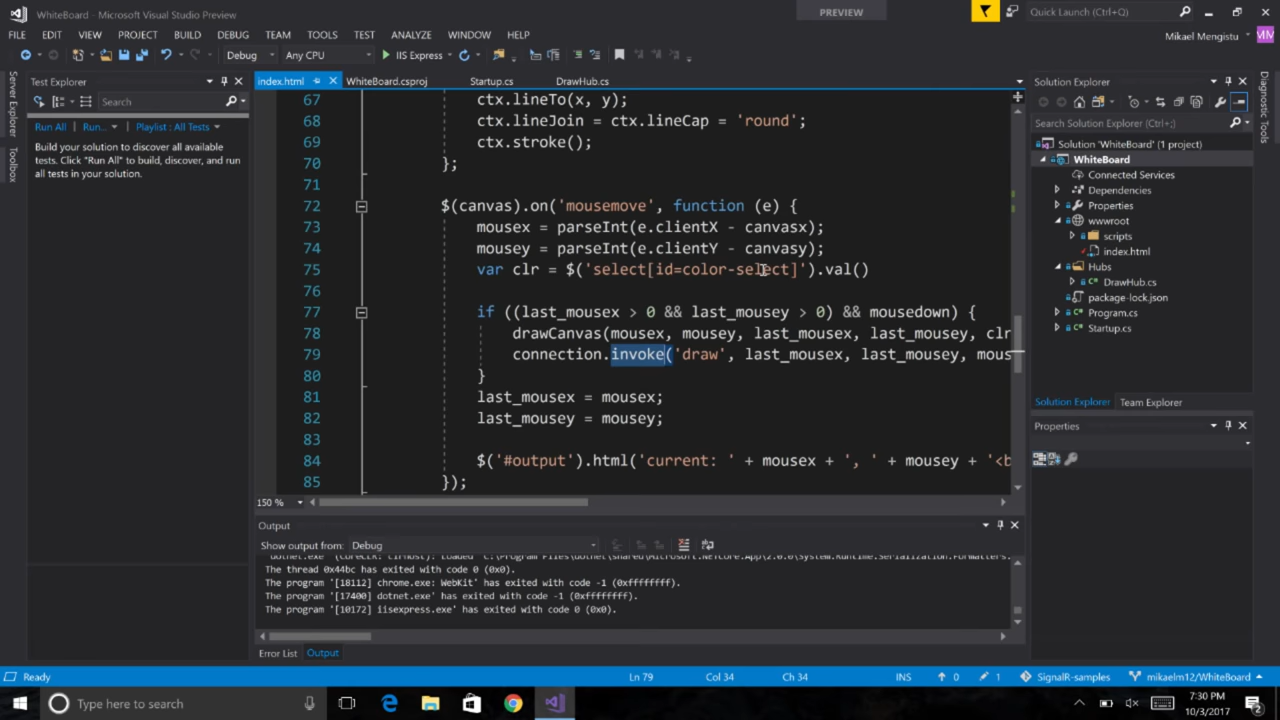 WhiteBoard - Microsoft Visual Studio Preview
PREVIEW
Quick Launch (Ctrl+Q)
FILE EDIT VIEW PROJECT BUILD DEBUG TEAM TOOLS TEST ANALYZE WINDOW HELP
Mikael Mengistu
MM
Debug Any CPU IIS Express
Server Explorer
Toolbox
Test Explorer
Search
Run All Run... Playlist : All Tests
Build your solution to discover all available
tests. Click "Run All" to build, discover, and run
all tests in your solution.
index.html WhiteBoard.csproj Startup.cs DrawHub.cs
67 ctx.lineTo(x, y);
68 ctx.lineJoin = ctx.lineCap = 'round';
69 ctx.stroke();
70 };
71
72 $(canvas).on('mousemove', function (e) {
73 mousex = parseInt(e.clientX - canvasx);
74 mousey = parseInt(e.clientY - canvasy);
75 var clr = $('select[id=color-select]').val()
76
77 if ((last_mousex > 0 && last_mousey > 0) && mousedown) {
78 drawCanvas(mousex, mousey, last_mousex, last_mousey, clr
79 connection.invoke('draw', last_mousex, last_mousey, mous
80 }
81 last_mousex = mousex;
82 last_mousey = mousey;
83
84 $('#output').html('current: ' + mousex + ', ' + mousey + '<b
85 });
150 %
Output
Show output from: Debug
The thread 0x44bc has exited with code 0 (0x0).
The program '[18112] chrome.exe: WebKit' has exited with code -1 (0xffffffff).
The program '[17400] dotnet.exe' has exited with code -1 (0xffffffff).
The program '[10172] iisexpress.exe' has exited with code 0 (0x0).
Error List Output
Solution Explorer
Search Solution Explorer (Ctrl+;)
Solution 'WhiteBoard' (1 project)
WhiteBoard
Connected Services
Dependencies
Properties
wwwroot
scripts
index.html
Hubs
DrawHub.cs
package-lock.json
Program.cs
Startup.cs
Solution Explorer Team Explorer
Properties
Diagnostic Tools
Ready Ln 79 Col 34 Ch 34 INS 0 1 SignalR-samples mikaelm12/WhiteBoard
Type here to search
7:30 PM
10/3/2017
2